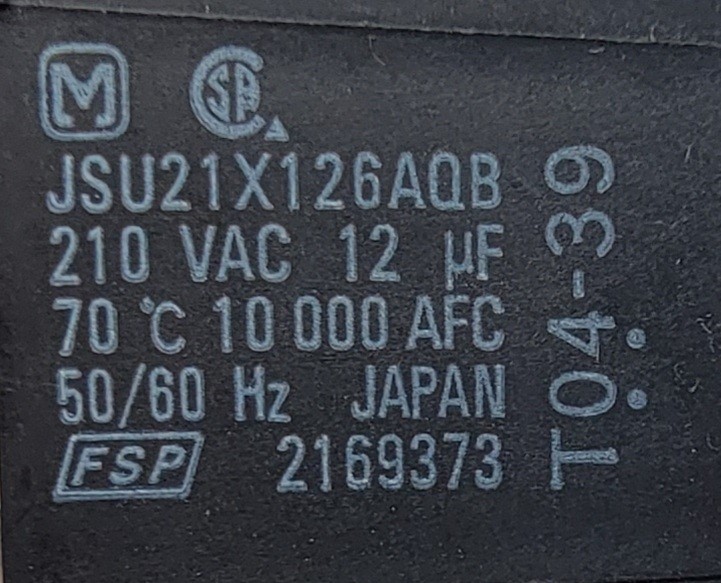 M SP
JSU21X126AQB
210 VAC 12 µF
70 ℃ 10 000 AFC
50/60 Hz JAPAN
FSP 2169373
T04-39